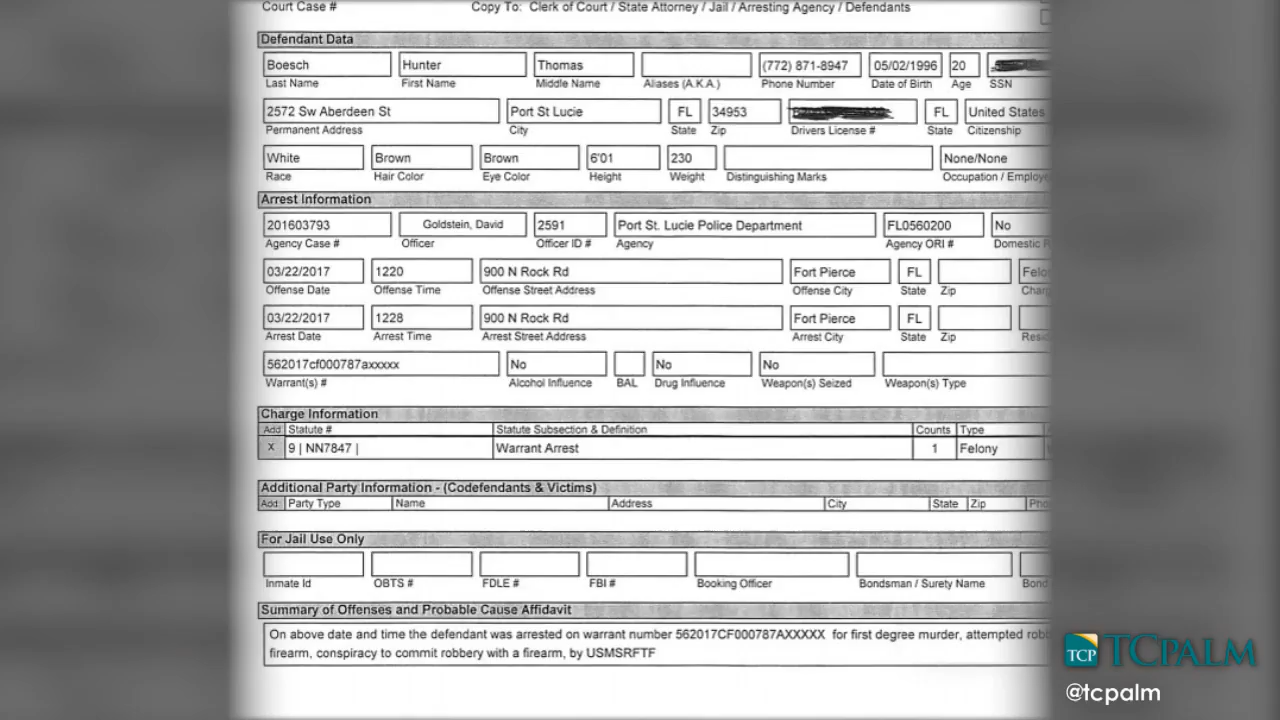 Court Case # Copy To: Clerk of Court / State Attorney / Jail / Arresting Agency / Defendants
Defendant Data
Boesch Hunter Thomas (772) 871-8947 05/02/1996 20
Last Name First Name Middle Name Aliases (A.K.A.) Phone Number Date of Birth Age SSN
2572 Sw Aberdeen St Port St Lucie FL 34953 FL United States
Permanent Address City State Zip Drivers License # State Citizenship
White Brown Brown 6'01 230 None/None
Race Hair Color Eye Color Height Weight Distinguishing Marks Occupation / Employe
Arrest Information
201603793 Goldstein, David 2591 Port St. Lucie Police Department FL0560200 No
Agency Case # Officer Officer ID # Agency Agency ORI # Domestic
03/22/2017 1220 900 N Rock Rd Fort Pierce FL Felo
Offense Date Offense Time Offense Street Address Offense City State Zip Charg
03/22/2017 1228 900 N Rock Rd Fort Pierce FL
Arrest Date Arrest Time Arrest Street Address Arrest City State Zip Resi
562017cf000787axxxxx No No No
Warrant(s) # Alcohol Influence BAL Drug Influence Weapon(s) Seized Weapon(s) Type
Charge Information
Add Statute # Statute Subsection & Definition Counts Type
X 9 | NN7847 | Warrant Arrest 1 Felony
Additional Party Information - (Codefendants & Victims)
Add Party Type Name Address City State Zip Pho
For Jail Use Only
Inmate Id OBTS # FDLE # FBI # Booking Officer Bondsman / Surety Name Bond
Summary of Offenses and Probable Cause Affidavit
On above date and time the defendant was arrested on warrant number 562017CF000787AXXXXX for first degree murder, attempted robb
firearm, conspiracy to commit robbery with a firearm, by USMSRFTF
TCP TCPALM
@tcpalm